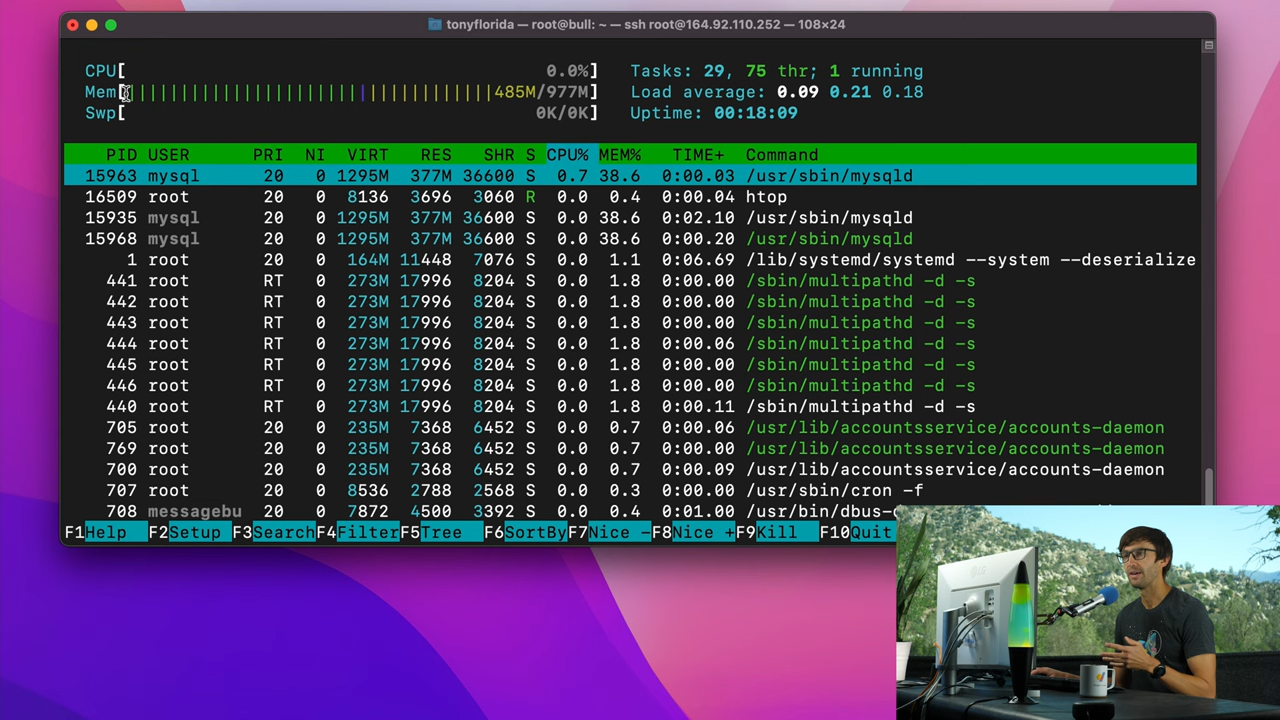 tonyflorida — root@bull: ~ — ssh root@164.92.110.252 — 108×24
CPU[ 0.0%] Tasks: 29, 75 thr; 1 running
Mem[||||||||||||||||||||||||||||||||||485M/977M] Load average: 0.09 0.21 0.18
Swp[ 0K/0K] Uptime: 00:18:09
PID USER PRI NI VIRT RES SHR S CPU% MEM% TIME+ Command
15963 mysql 20 0 1295M 377M 36600 S 0.7 38.6 0:00.03 /usr/sbin/mysqld
16509 root 20 0 8136 3696 3060 R 0.0 0.4 0:00.04 htop
15935 mysql 20 0 1295M 377M 36600 S 0.0 38.6 0:02.10 /usr/sbin/mysqld
15968 mysql 20 0 1295M 377M 36600 S 0.0 38.6 0:00.20 /usr/sbin/mysqld
1 root 20 0 164M 11448 7076 S 0.0 1.1 0:06.69 /lib/systemd/systemd --system --deserialize
441 root RT 0 273M 17996 8204 S 0.0 1.8 0:00.00 /sbin/multipathd -d -s
442 root RT 0 273M 17996 8204 S 0.0 1.8 0:00.00 /sbin/multipathd -d -s
443 root RT 0 273M 17996 8204 S 0.0 1.8 0:00.00 /sbin/multipathd -d -s
444 root RT 0 273M 17996 8204 S 0.0 1.8 0:00.06 /sbin/multipathd -d -s
445 root RT 0 273M 17996 8204 S 0.0 1.8 0:00.00 /sbin/multipathd -d -s
446 root RT 0 273M 17996 8204 S 0.0 1.8 0:00.00 /sbin/multipathd -d -s
440 root RT 0 273M 17996 8204 S 0.0 1.8 0:00.11 /sbin/multipathd -d -s
705 root 20 0 235M 7368 6452 S 0.0 0.7 0:00.06 /usr/lib/accountsservice/accounts-daemon
769 root 20 0 235M 7368 6452 S 0.0 0.7 0:00.00 /usr/lib/accountsservice/accounts-daemon
700 root 20 0 235M 7368 6452 S 0.0 0.7 0:00.09 /usr/lib/accountsservice/accounts-daemon
707 root 20 0 8536 2788 2568 S 0.0 0.3 0:00.00 /usr/sbin/cron -f
708 messagebu 20 0 7872 4500 3392 S 0.0 0.4 0:01.00 /usr/bin/dbus-
F1Help F2Setup F3SearchF4FilterF5Tree F6SortByF7Nice -F8Nice +F9Kill F10Quit
LG